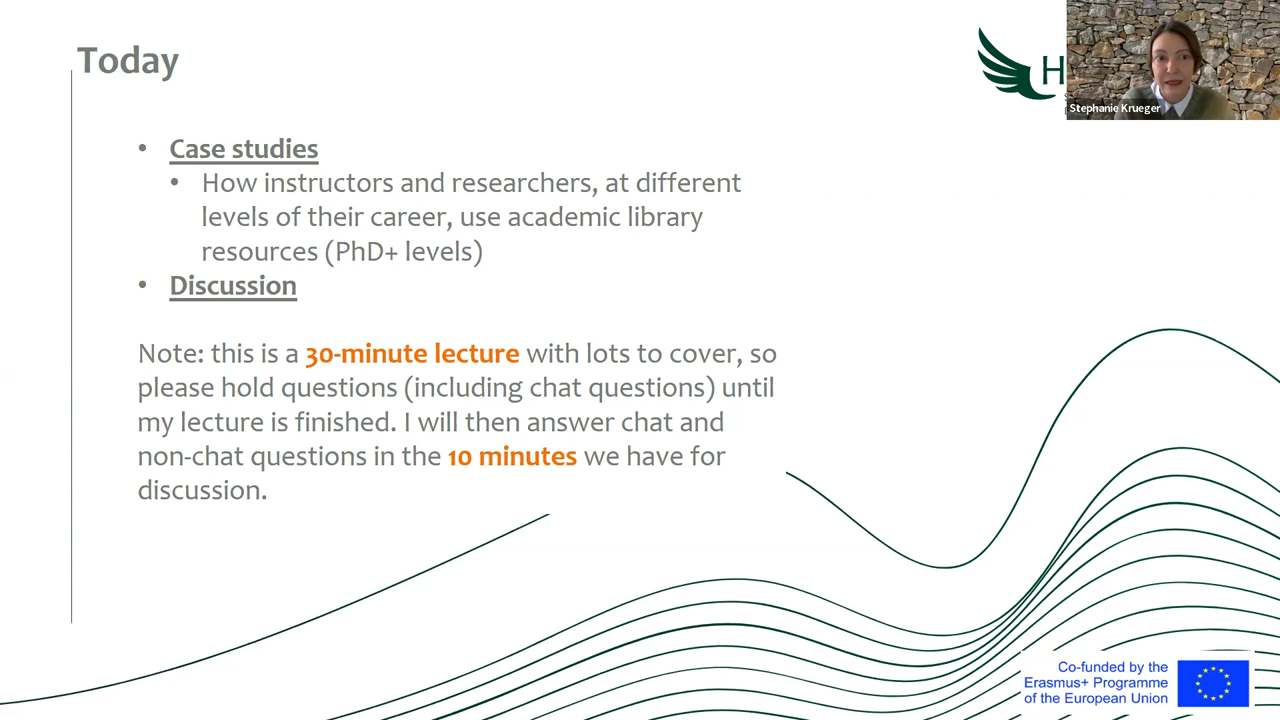 Today
H
Stephanie Krueger
• Case studies
• How instructors and researchers, at different
levels of their career, use academic library
resources (PhD+ levels)
• Discussion
Note: this is a 30-minute lecture with lots to cover, so
please hold questions (including chat questions) until
my lecture is finished. I will then answer chat and
non-chat questions in the 10 minutes we have for
discussion.
Co-funded by the
Erasmus+ Programme
of the European Union